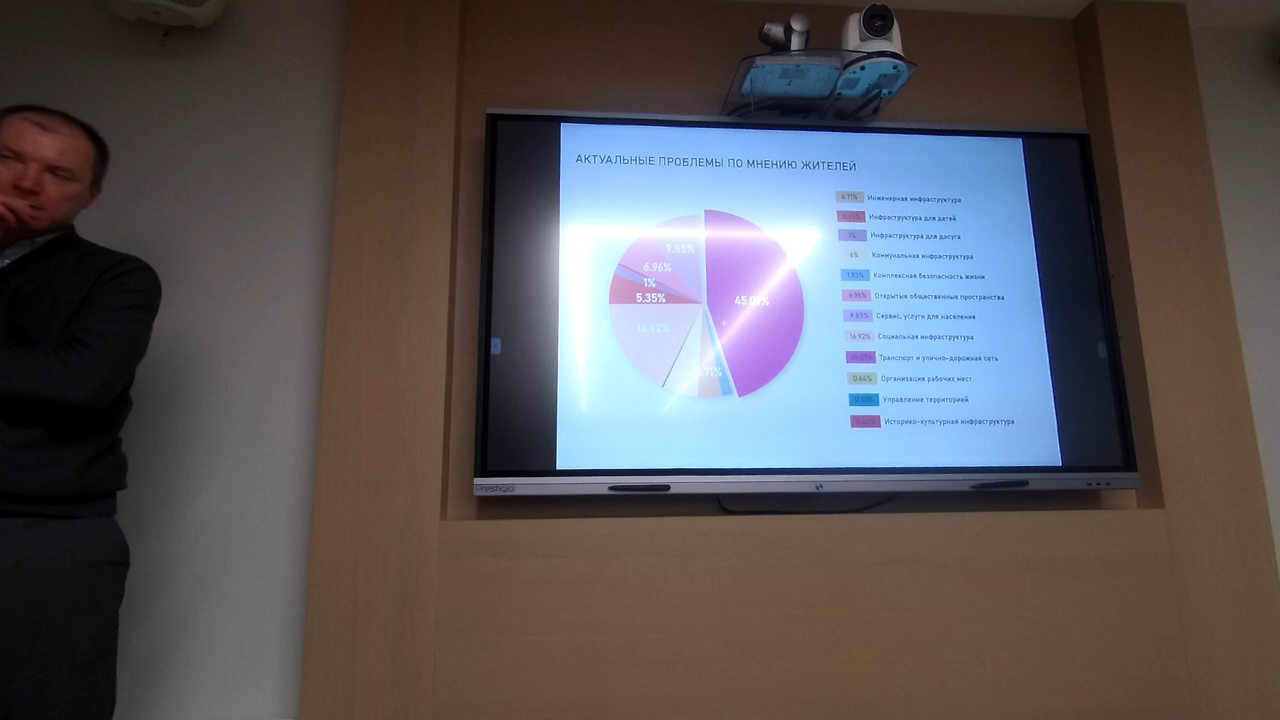 АКТУАЛЬНЫЕ ПРОБЛЕМЫ ПО МНЕНИЮ ЖИТЕЛЕЙ
4.71% Инженерная инфраструктура
Инфраструктура для детей
1% Инфраструктура для досуга
6% Коммунальная инфраструктура
1.93% Комплексная безопасность жизни
6.96% Открытые общественные пространства
9.85% Сервис, услуги для населения
16.92% Социальная инфраструктура
Транспорт и улично-дорожная сеть
0.64% Организация рабочих мест
Управление территорией
Историко-культурная инфраструктура
9.85%
6.96%
1%
5.35%
16.92%
Prestigio